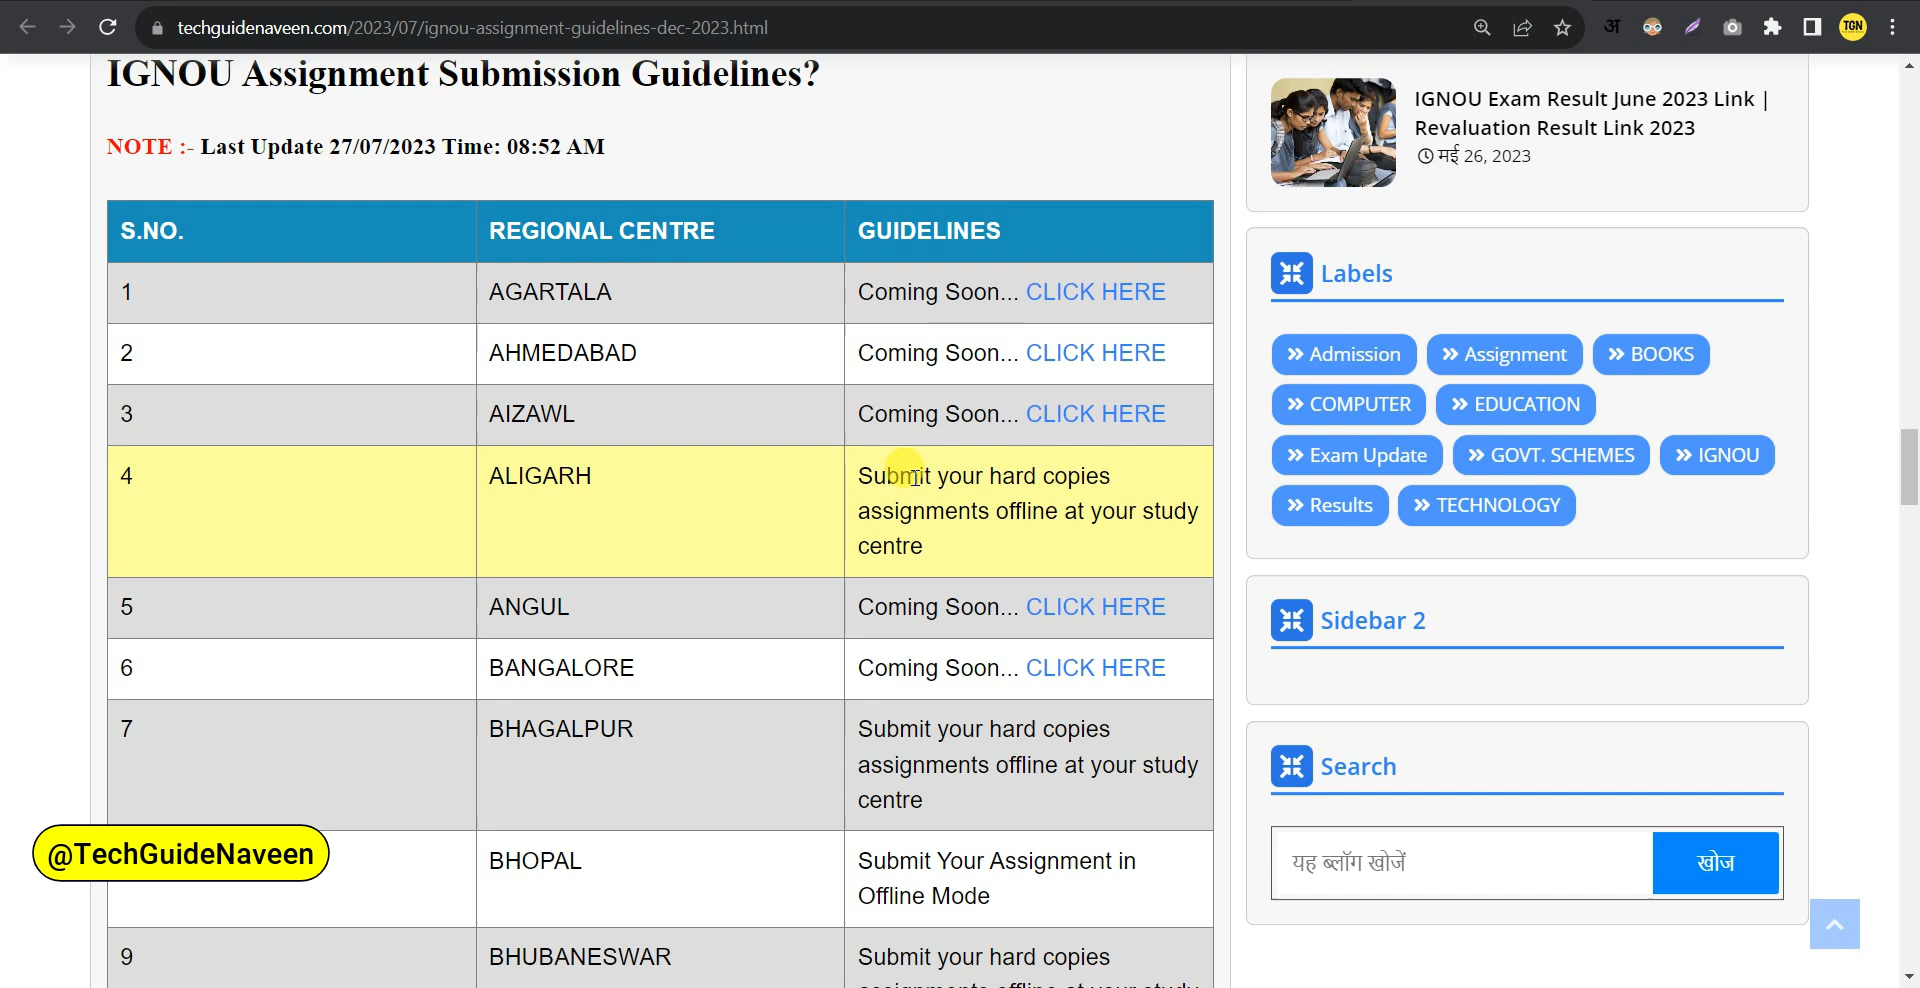 techguidenaveen.com/2023/07/ignou-assignment-guidelines-dec-2023.html
अ
TGN
IGNOU Assignment Submission Guidelines?
NOTE :- Last Update 27/07/2023 Time: 08:52 AM
S.NO. REGIONAL CENTRE GUIDELINES
1 AGARTALA Coming Soon... CLICK HERE
2 AHMEDABAD Coming Soon... CLICK HERE
3 AIZAWL Coming Soon... CLICK HERE
4 ALIGARH Submit your hard copies
assignments offline at your study
centre
5 ANGUL Coming Soon... CLICK HERE
6 BANGALORE Coming Soon... CLICK HERE
7 BHAGALPUR Submit your hard copies
assignments offline at your study
centre
BHOPAL Submit Your Assignment in
Offline Mode
9 BHUBANESWAR Submit your hard copies
assignments offline at your study
@TechGuideNaveen
IGNOU Exam Result June 2023 Link |
Revaluation Result Link 2023
मई 26, 2023
Labels
Admission Assignment BOOKS
COMPUTER EDUCATION
Exam Update GOVT. SCHEMES IGNOU
Results TECHNOLOGY
Sidebar 2
Search
यह ब्लॉग खोजें खोज